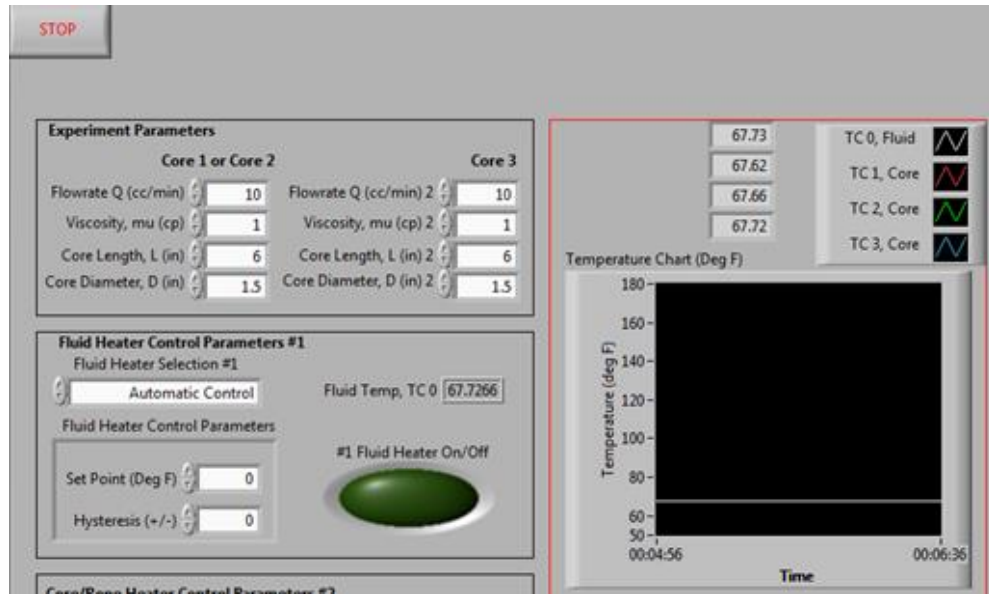 STOP
Experiment Parameters
Core 1 or Core 2
Core 3
Flowrate Q (cc/min) 10
Flowrate Q (cc/min) 2 10
Viscosity, mu (cp) 1
Viscosity, mu (cp) 2 1
Core Length, L (in) 6
Core Length, L (in) 2 6
Core Diameter, D (in) 1.5
Core Diameter, D (in) 2 1.5
Fluid Heater Control Parameters #1
Fluid Heater Selection #1
Automatic Control
Fluid Temp, TC 0 67.7266
Fluid Heater Control Parameters
#1 Fluid Heater On/Off
Set Point (Deg F) 0
Hysteresis (+/-) 0
Heater Control Parameters #2
67.73
67.62
67.66
67.72
TC 0, Fluid
TC 1, Core
TC 2, Core
TC 3, Core
Temperature Chart (Deg F)
Temperature (deg F)
180
160
140
120
100
80
60
50
00:04:56
00:06:36
Time